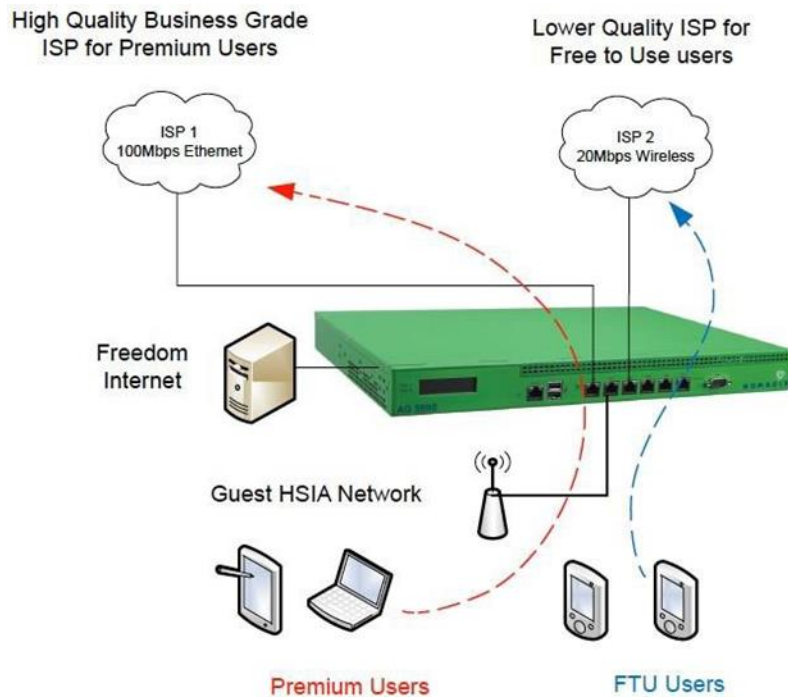 High Quality Business Grade
ISP for Premium Users
Lower Quality ISP for
Free to Use users
ISP 1
100Mbps Ethernet
ISP 2
20Mbps Wireless
Freedom
Internet
NOMADIX
Guest HSIA Network
Premium Users
FTU Users